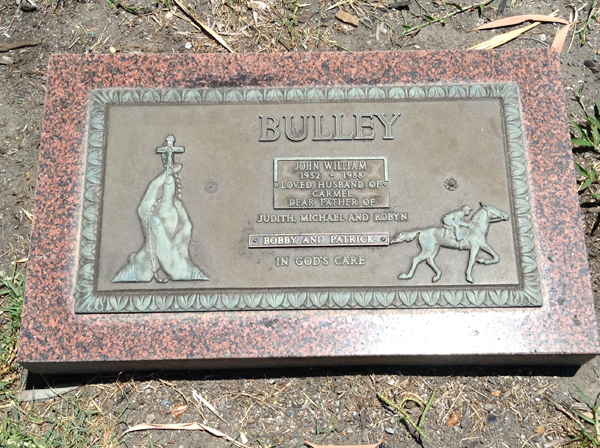 BULLEY
JOHN WILLIAM
1932 - 1988
LOVED HUSBAND OF
CARMEL
DEAR FATHER OF
JUDITH, MICHAEL AND ROBYN
BOBBY AND PATRICK
IN GOD'S CARE